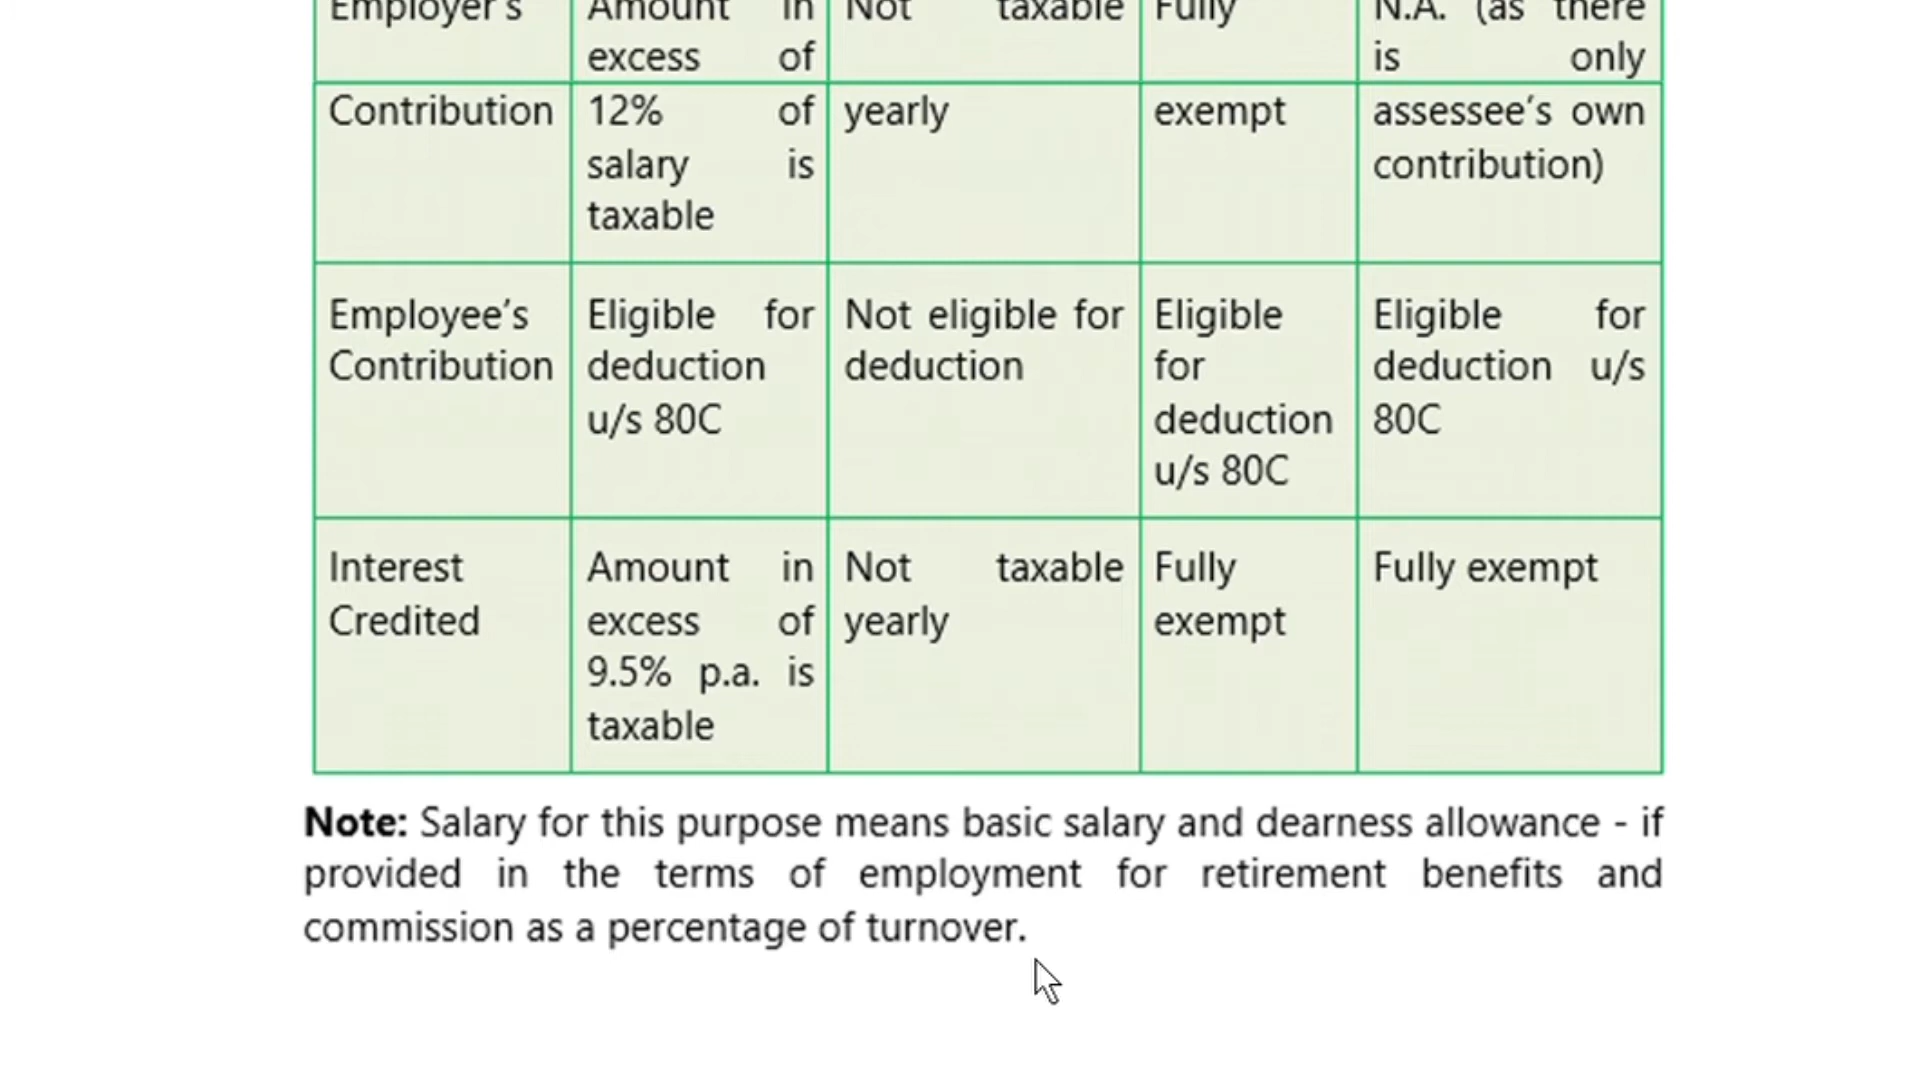 Employer's Amount in Not taxable Fully N.A. (as there
excess of is only
Contribution 12% of yearly exempt assessee's own
salary is contribution)
taxable
Employee's Eligible for Not eligible for Eligible Eligible for
Contribution deduction deduction for deduction u/s
u/s 80C deduction 80C
u/s 80C
Interest Amount in Not taxable Fully Fully exempt
Credited excess of yearly exempt
9.5% p.a. is
taxable
Note: Salary for this purpose means basic salary and dearness allowance - if
provided in the terms of employment for retirement benefits and
commission as a percentage of turnover.